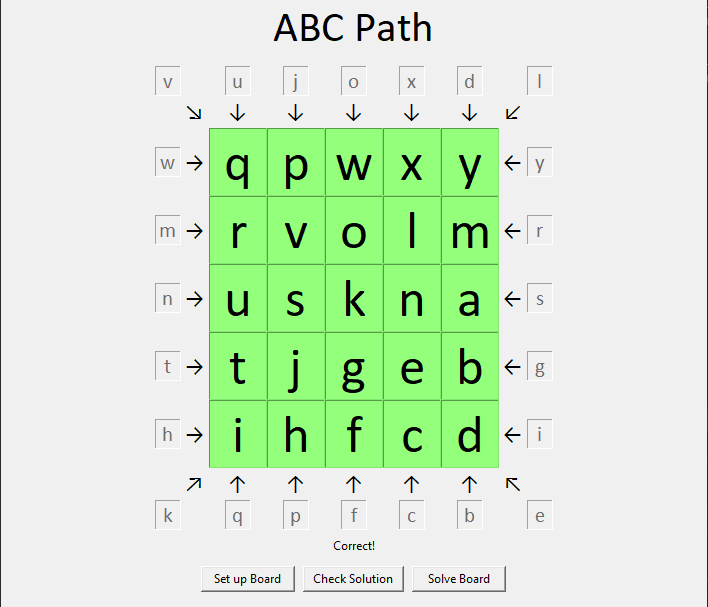 ABC Path
v u j o x d l
↘ ↓ ↓ ↓ ↓ ↓ ↙
w → q p w x y ← y
m → r v o l m ← r
n → u s k n a ← s
t → t j g e b ← g
h → i h f c d ← i
↗ ↑ ↑ ↑ ↑ ↑ ↖
k q p f c b e
Correct!
Set up Board Check Solution Solve Board